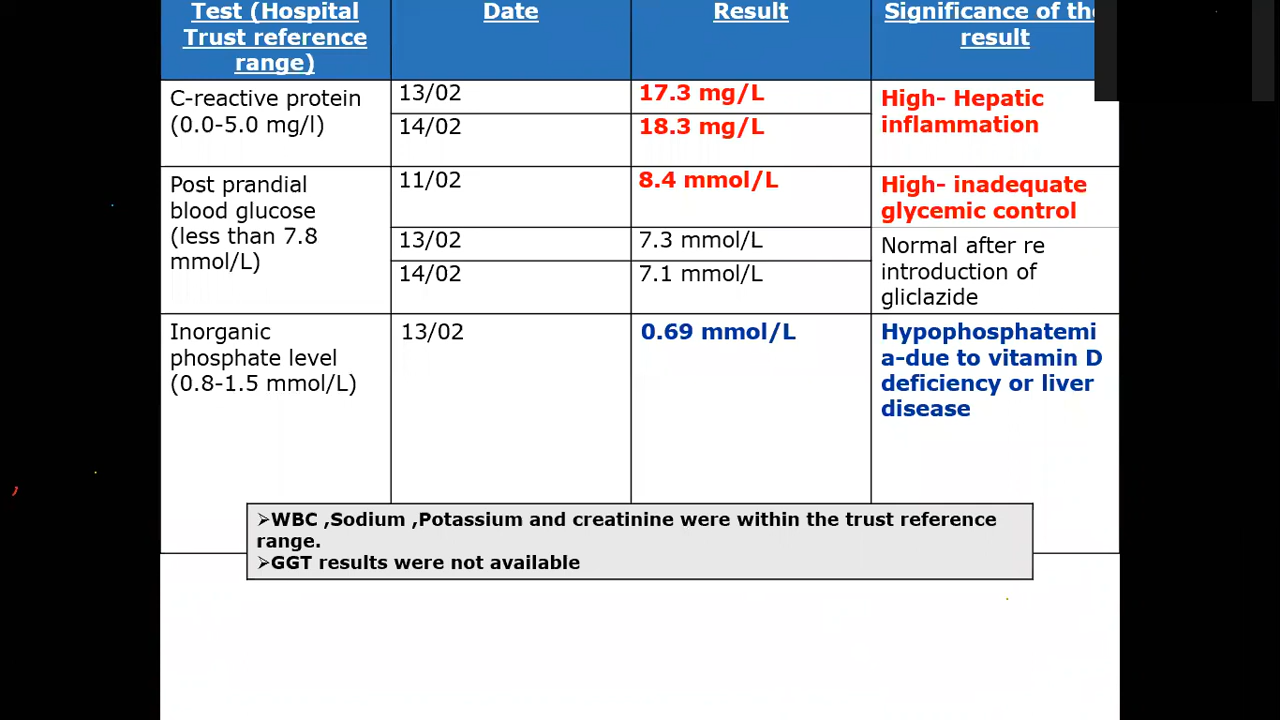 Test (Hospital
Trust reference
range)
Date
Result
Significance of the
result
C-reactive protein
(0.0-5.0 mg/l)
13/02
17.3 mg/L
14/02
18.3 mg/L
High- Hepatic
inflammation
Post prandial
blood glucose
(less than 7.8
mmol/L)
11/02
8.4 mmol/L
High- inadequate
glycemic control
13/02
7.3 mmol/L
14/02
7.1 mmol/L
Normal after re
introduction of
gliclazide
Inorganic
phosphate level
(0.8-1.5 mmol/L)
13/02
0.69 mmol/L
Hypophosphatemi
a-due to vitamin D
deficiency or liver
disease
➢WBC ,Sodium ,Potassium and creatinine were within the trust reference
range.
➢GGT results were not available